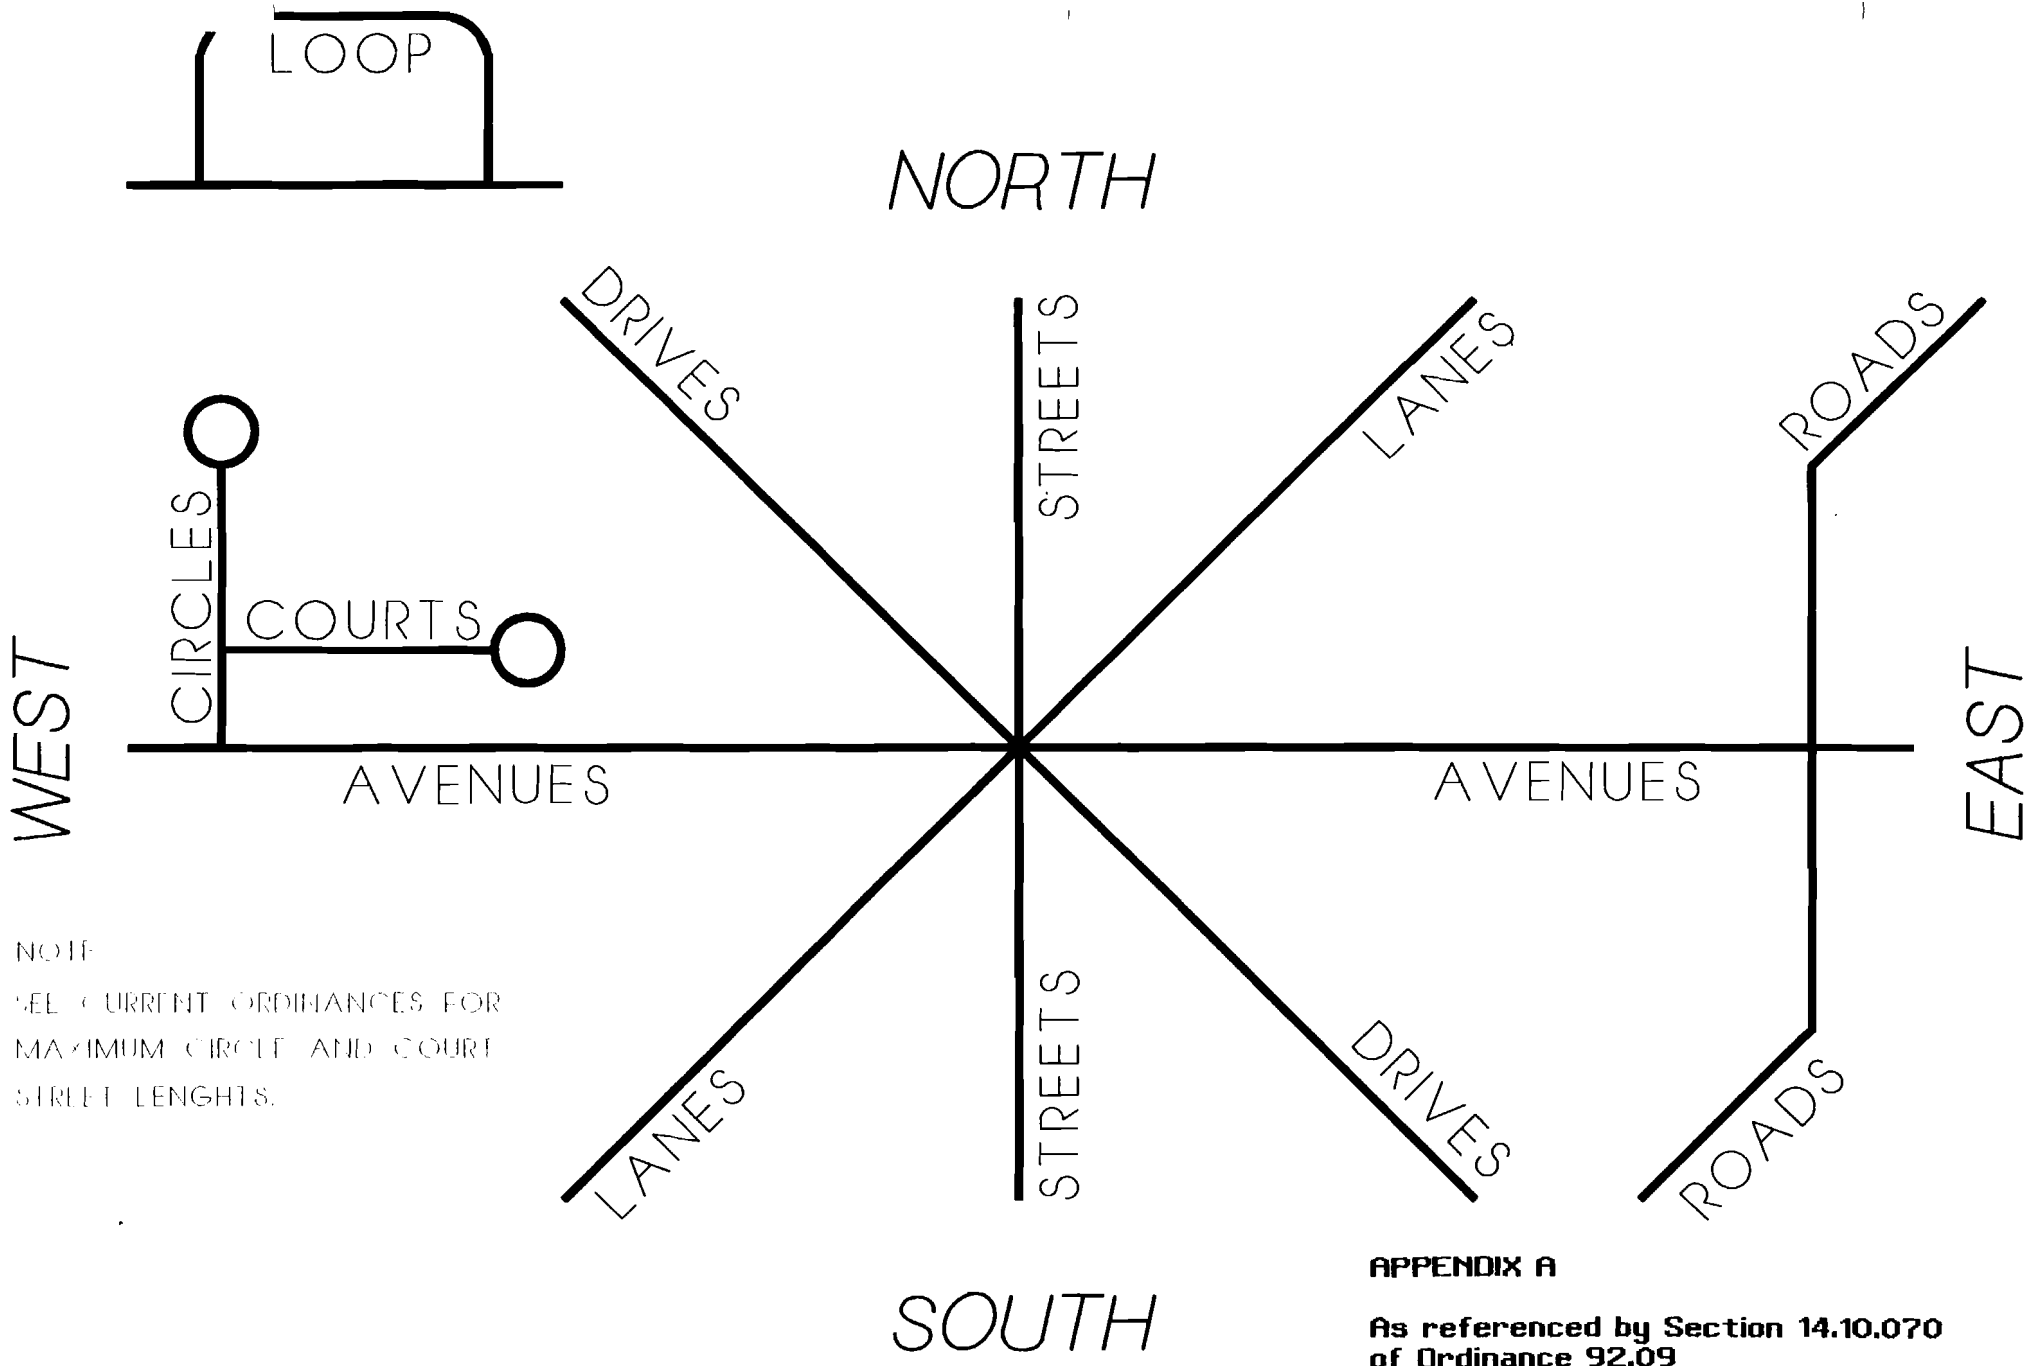 LOOP
NORTH
DRIVES
STREETS
LANES
ROADS
CIRCLES
COURTS
WEST
EAST
AVENUES
AVENUES
NOTE
SEE CURRENT ORDINANCES FOR
MAXIMUM CIRCLE AND COURT
STREET LENGHTS.
LANES
STREETS
DRIVES
ROADS
SOUTH
APPENDIX A
As referenced by Section 14.10.070
of Ordinance 92.09